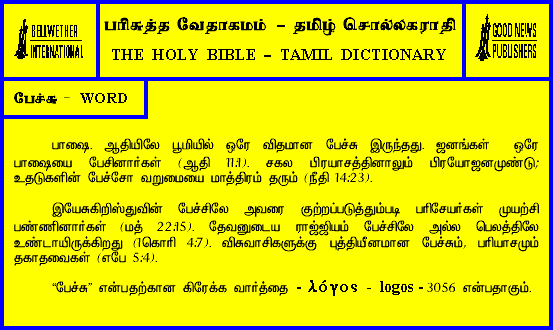 BELLWETHER
INTERNATIONAL
பரிசுத்த வேதாகமம் – தமிழ் சொல்லகராதி
THE HOLY BIBLE – TAMIL DICTIONARY
GOOD NEWS
PUBLISHERS
பேச்சு - WORD
பாஷை. ஆதியிலே பூமியில் ஒரே விதமான பேச்சு இருந்தது. ஜனங்கள் ஒரே
பாஷையை பேசினார்கள் (ஆதி 11:1). சகல பிரயாசத்தினாலும் பிரயோஜனமுண்டு;
உதடுகளின் பேச்சோ வறுமையை மாத்திரம் தரும் (நீதி 14:23).
இயேசுகிறிஸ்துவின் பேச்சிலே அவரை குற்றப்படுத்தும்படி பரிசேயர்கள் முயற்சி
பண்ணினார்கள் (மத் 22:15). தேவனுடைய ராஜ்ஜியம் பேச்சிலே அல்ல பெலத்திலே
உண்டாயிருக்கிறது (1கொரி 4:7). விசுவாசிகளுக்கு புத்தியீனமான பேச்சும், பரியாசமும்
தகாதவைகள் (எபே 5:4).
"பேச்சு" என்பதற்கான கிரேக்க வார்த்தை - λόγος - logos - 3056 என்பதாகும்.